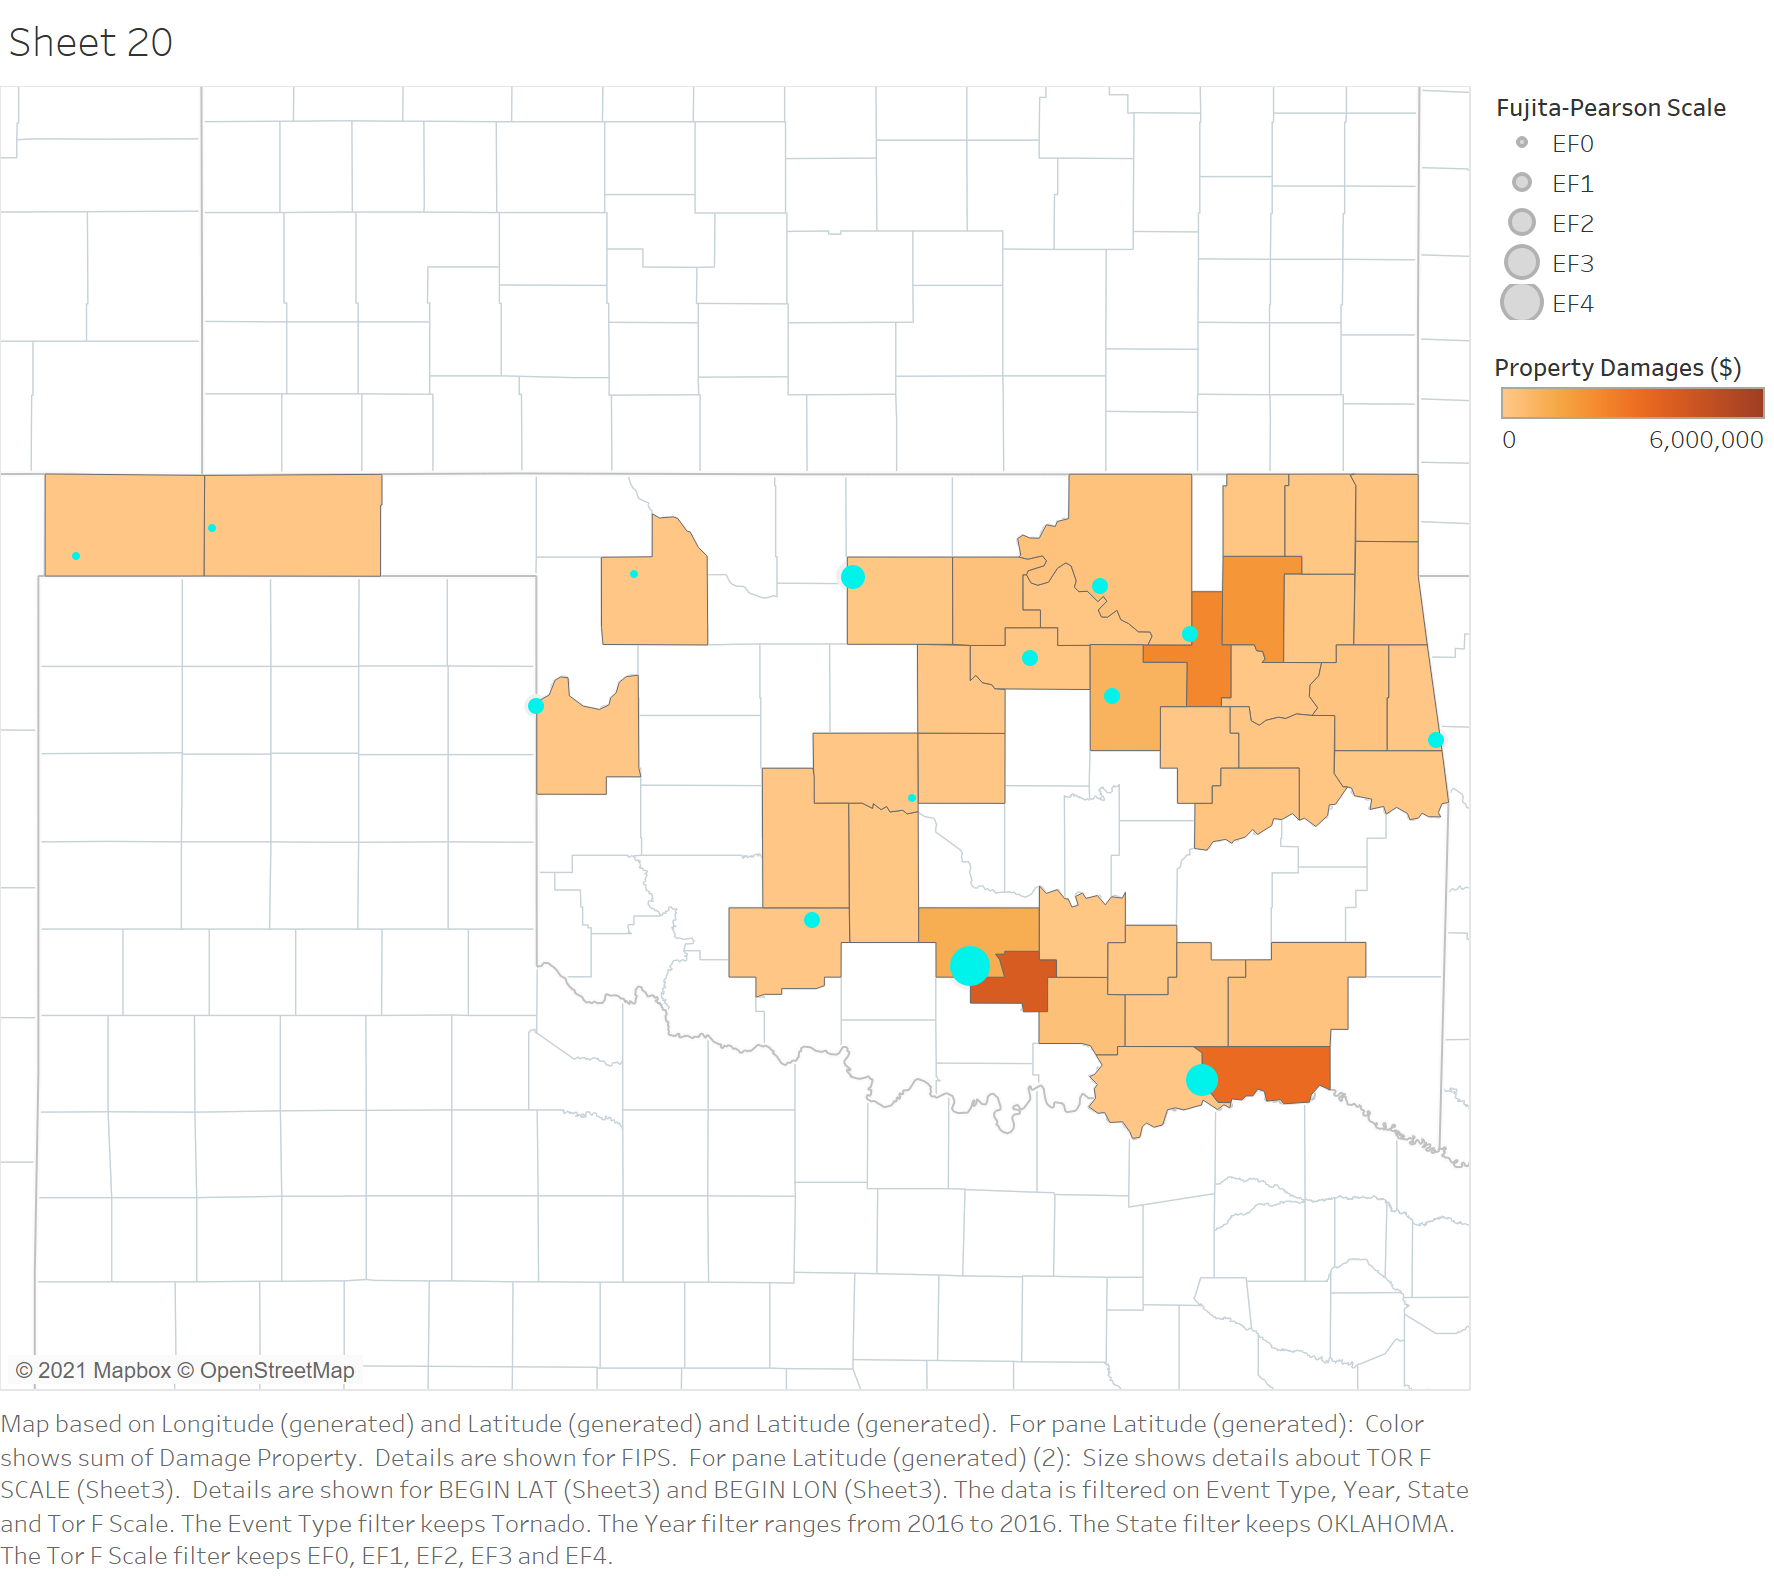 Sheet 20
Fujita-Pearson Scale
EF0
EF1
EF2
EF3
EF4
Property Damages ($)
0 6,000,000
© 2021 Mapbox © OpenStreetMap
Map based on Longitude (generated) and Latitude (generated) and Latitude (generated).  For pane Latitude (generated):  Color
shows sum of Damage Property.  Details are shown for FIPS.  For pane Latitude (generated) (2):  Size shows details about TOR F
SCALE (Sheet3).  Details are shown for BEGIN LAT (Sheet3) and BEGIN LON (Sheet3). The data is filtered on Event Type, Year, State
and Tor F Scale. The Event Type filter keeps Tornado. The Year filter ranges from 2016 to 2016. The State filter keeps OKLAHOMA.
The Tor F Scale filter keeps EF0, EF1, EF2, EF3 and EF4.